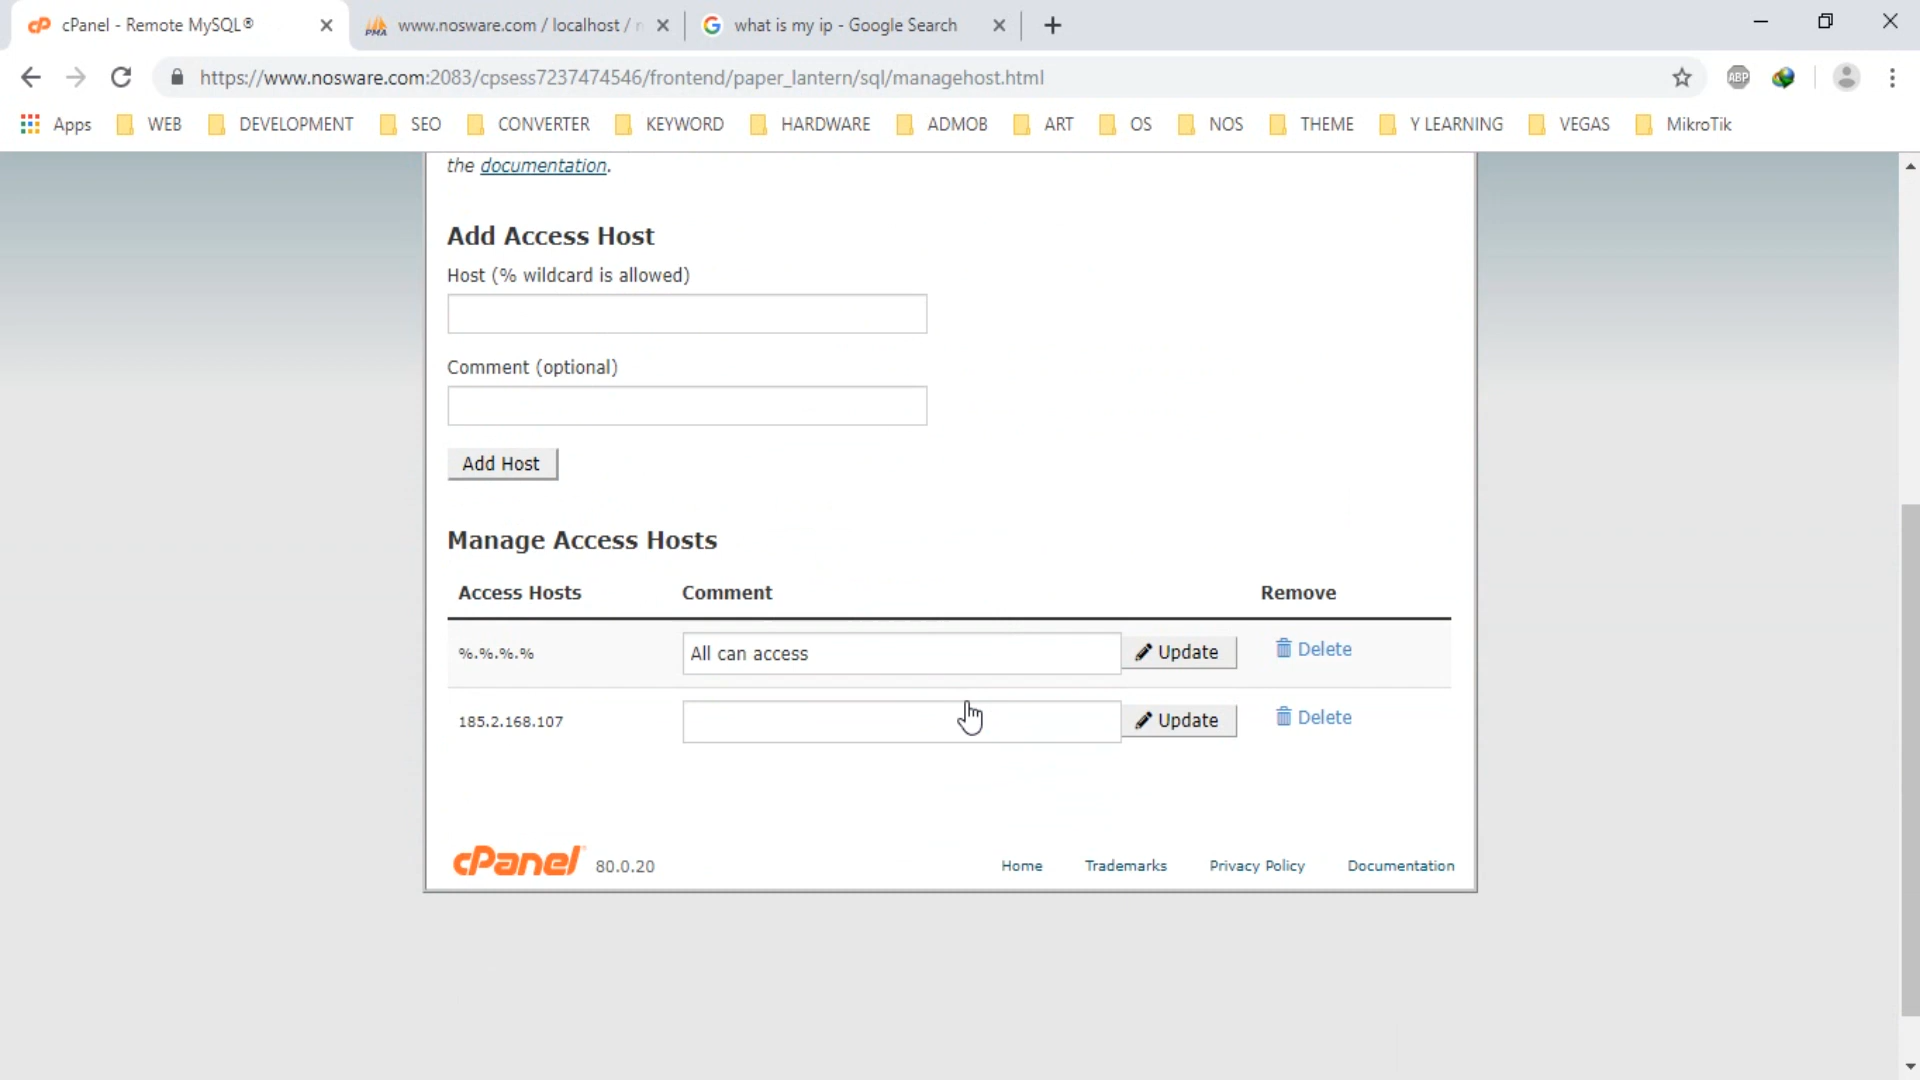 cPanel - Remote MySQL®
www.nosware.com / localhost /
what is my ip - Google Search
https://www.nosware.com:2083/cpsess7237474546/frontend/paper_lantern/sql/managehost.html
ABP
Apps WEB DEVELOPMENT SEO CONVERTER KEYWORD HARDWARE ADMOB ART OS NOS THEME Y LEARNING VEGAS MikroTik
the documentation.
Add Access Host
Host (% wildcard is allowed)
Comment (optional)
Add Host
Manage Access Hosts
Access Hosts Comment Remove
%.%.%.% All can access Update Delete
185.2.168.107 Update Delete
cPanel 80.0.20 Home Trademarks Privacy Policy Documentation